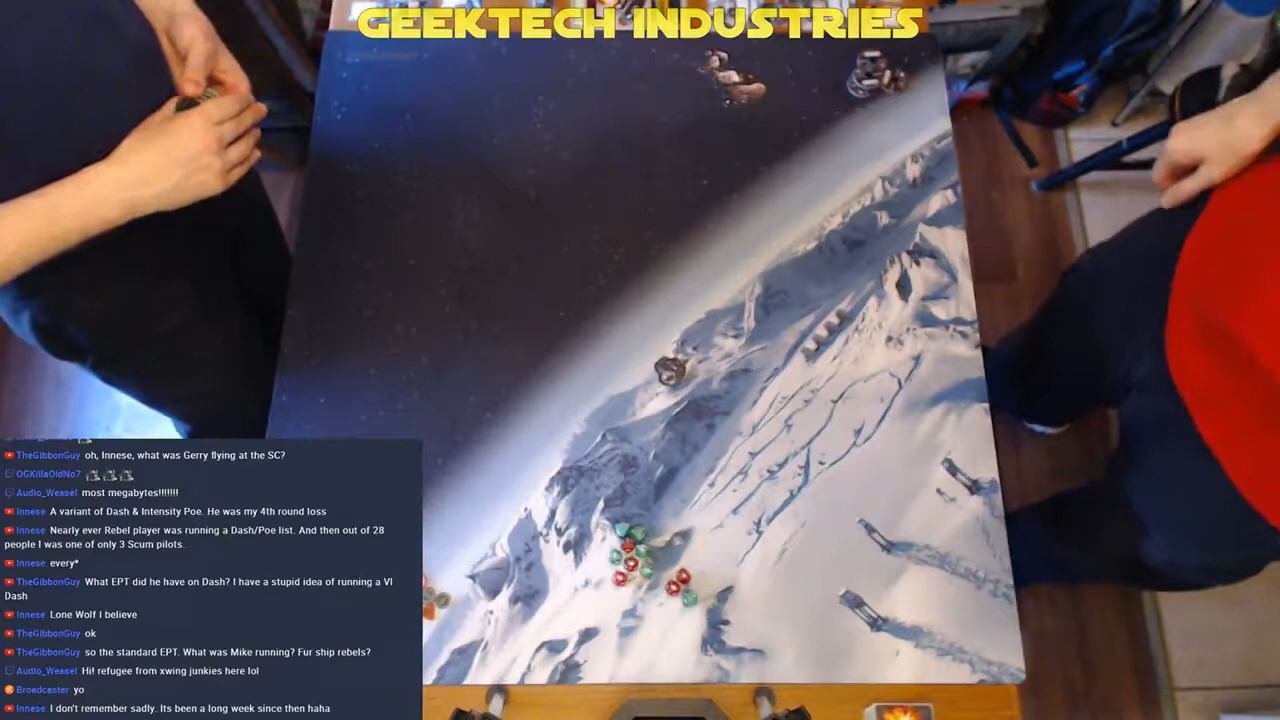 GEEKTECH INDUSTRIES
TheGibbonGuy oh, Innese, what was Gerry flying at the SC?
OGKillaOldNo7
Audio_Weasel most megabytes!!!!!!!
Innese A variant of Dash & Intensity Poe. He was my 4th round loss
Innese Nearly ever Rebel player was running a Dash/Poe list. And then out of 28
people I was one of only 3 Scum pilots.
Innese every*
TheGibbonGuy What EPT did he have on Dash? I have a stupid idea of running a VI
Dash
Innese Lone Wolf I believe
TheGibbonGuy ok
TheGibbonGuy so the standard EPT. What was Mike running? Fur ship rebels?
Audio_Weasel Hi! refugee from xwing junkies here lol
Broadcaster yo
Innese I don't remember sadly. Its been a long week since then haha